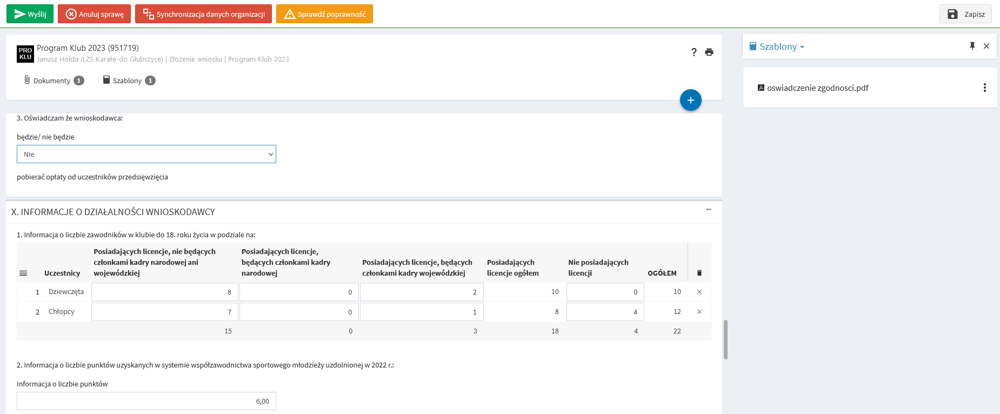 Wyślij Anuluj sprawę Synchronizacja danych organizacji Sprawdź poprawność Zapisz
PRO KLU
Program Klub 2023 (951719)
Janusz Hołda (LZS Karate-do Głubczyce) | Złożenie wniosku | Program Klub 2023
?
Dokumenty 1 Szablony 1
+
Szablony
oswiadczenie zgodnosci.pdf
3. Oświadczam że wnioskodawca:
będzie/ nie będzie
Nie
pobierać opłaty od uczestników przedsięwzięcia
X. INFORMACJE O DZIAŁALNOŚCI WNIOSKODAWCY
1. Informacja o liczbie zawodników w klubie do 18. roku życia w podziale na:
Uczestnicy Posiadających licencje, nie będących członkami kadry narodowej ani wojewódzkiej Posiadających licencje, będących członkami kadry narodowej Posiadających licencje, będących członkami kadry wojewódzkiej Posiadających licencje ogółem Nie posiadających licencji OGÓŁEM
1 Dziewczęta 8 0 2 10 0 10
2 Chłopcy 7 0 1 8 4 12
15 0 3 18 4 22
2. Informacja o liczbie punktów uzyskanych w systemie współzawodnictwa sportowego młodzieży uzdolnionej w 2022 r.:
Informacja o liczbie punktów
6,00